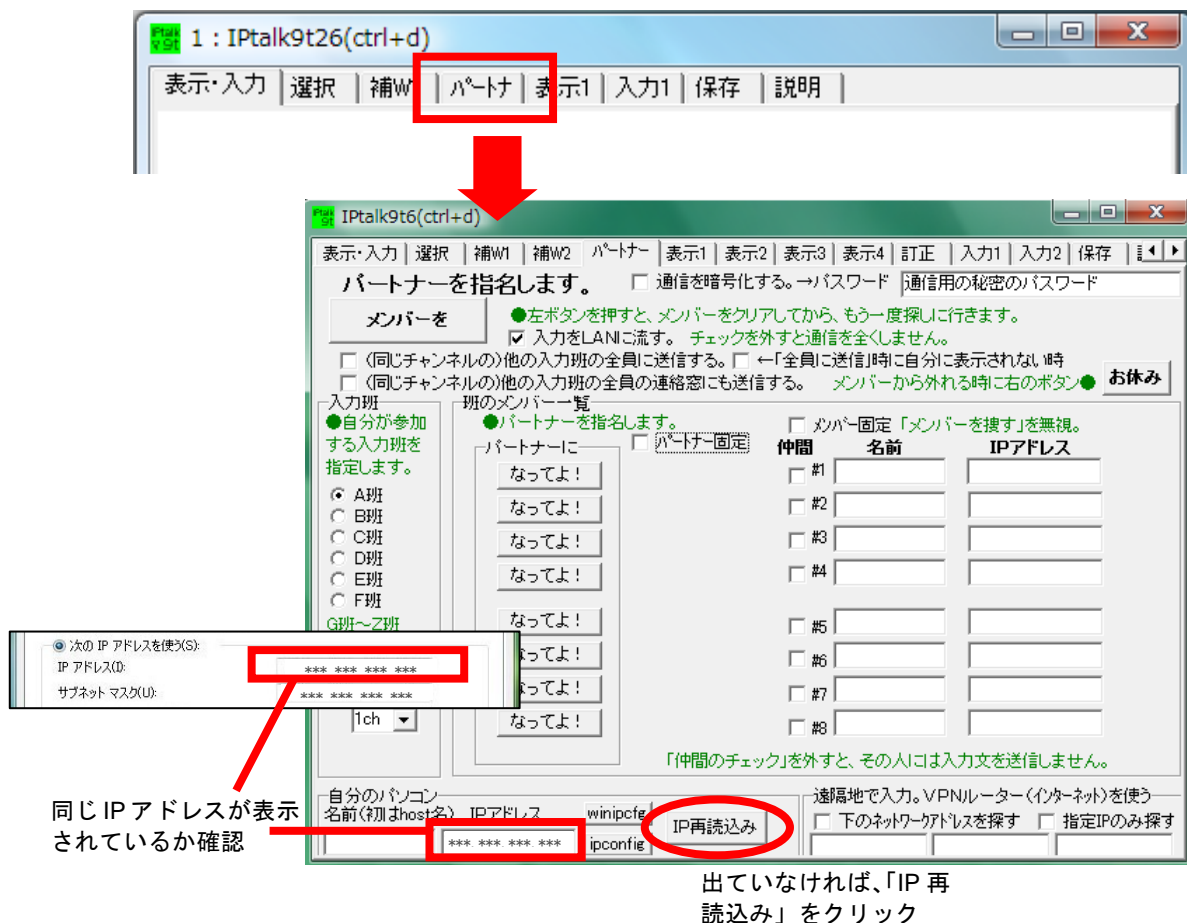 1 : IPtalk9t26(ctrl+d)
表示・入力 選択 補W パートナ 表示1 入力1 保存 説明
IPtalk9t6(ctrl+d)
表示・入力 選択 補W1 補W2 パートナー 表示1 表示2 表示3 表示4 訂正 入力1 入力2 保存
パートナーを指名します。 通信を暗号化する。→パスワード 通信用の秘密のパスワード
メンバーを ●左ボタンを押すと、メンバーをクリアしてから、もう一度探しに行きます。
入力をLANに流す。 チェックを外すと通信を全くしません。
(同じチャンネルの)他の入力班の全員に送信する。 ←「全員に送信」時に自分に表示されない時
(同じチャンネルの)他の入力班の全員の連絡窓にも送信する。 メンバーから外れる時に右のボタン● お休み
入力班 班のメンバー一覧
●自分が参加する入力班を指定します。
●パートナーを指名します。 メンバー固定「メンバーを捜す」を無視。
パートナーに パートナー固定 仲間 名前 IPアドレス
なってよ! #1
なってよ! #2
なってよ! #3
なってよ! #4
なってよ! #5
ってよ! #6
ってよ! #7
なってよ! #8
A班
B班
C班
D班
E班
F班
G班～Z班
1ch
次の IP アドレスを使う(S):
IP アドレス(I): *** *** *** ***
サブネット マスク(U): *** *** *** ***
「仲間のチェック」を外すと、その人には入力文を送信しません。
自分のパソコン
名前(初はhost名) IPアドレス winipcfg IP再読込み
*** *** *** *** ipconfig
遠隔地で入力。VPNルーター(インターネット)を使う
下のネットワークアドレスを探す 指定IPのみ探す
同じ IP アドレスが表示
されているか確認
出ていなければ、「IP 再
読込み」をクリック